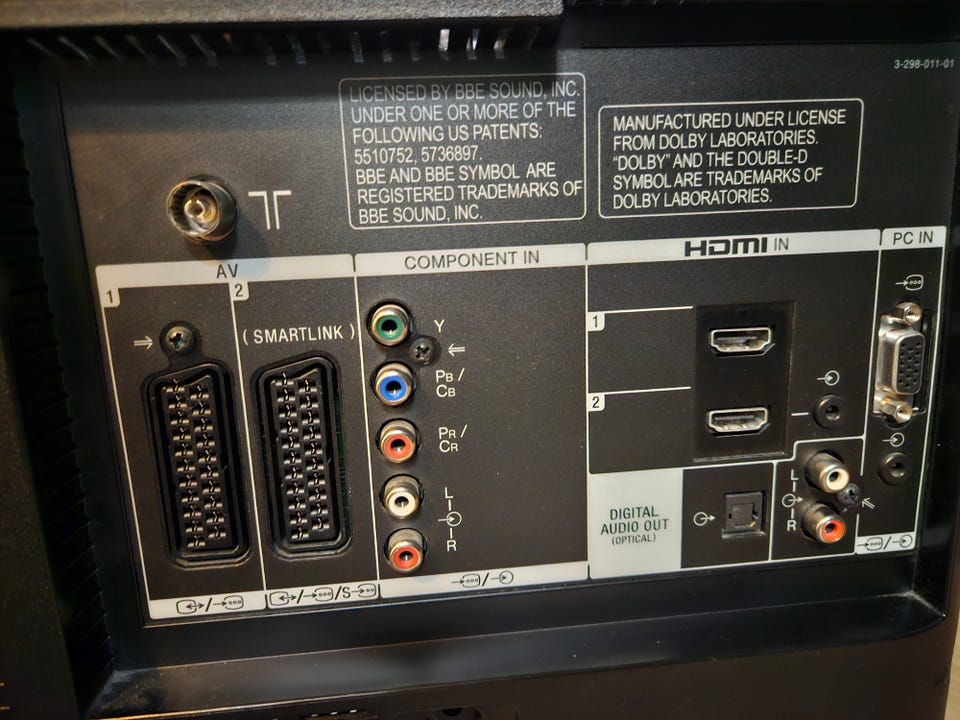 3-298-011-01
LICENSED BY BBE SOUND, INC.
UNDER ONE OR MORE OF THE
FOLLOWING US PATENTS:
5510752, 5736897.
BBE AND BBE SYMBOL ARE
REGISTERED TRADEMARKS OF
BBE SOUND, INC.
MANUFACTURED UNDER LICENSE
FROM DOLBY LABORATORIES.
“DOLBY” AND THE DOUBLE-D
SYMBOL ARE TRADEMARKS OF
DOLBY LABORATORIES.
AV
1
2
(SMARTLINK)
S
COMPONENT IN
Y
PB /
CB
PR /
CR
L
R
HDMI IN
1
2
DIGITAL
AUDIO OUT
(OPTICAL)
L
R
PC IN